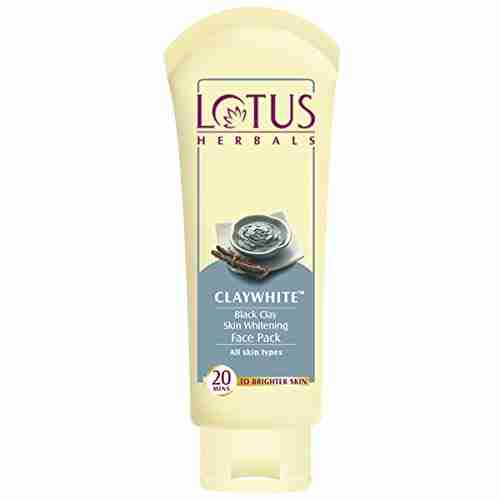 LOTUS
HERBALS
CLAYWHITE™
Black Clay
Skin Whitening
Face Pack
All skin types
20
MINS
TO BRIGHTER SKIN